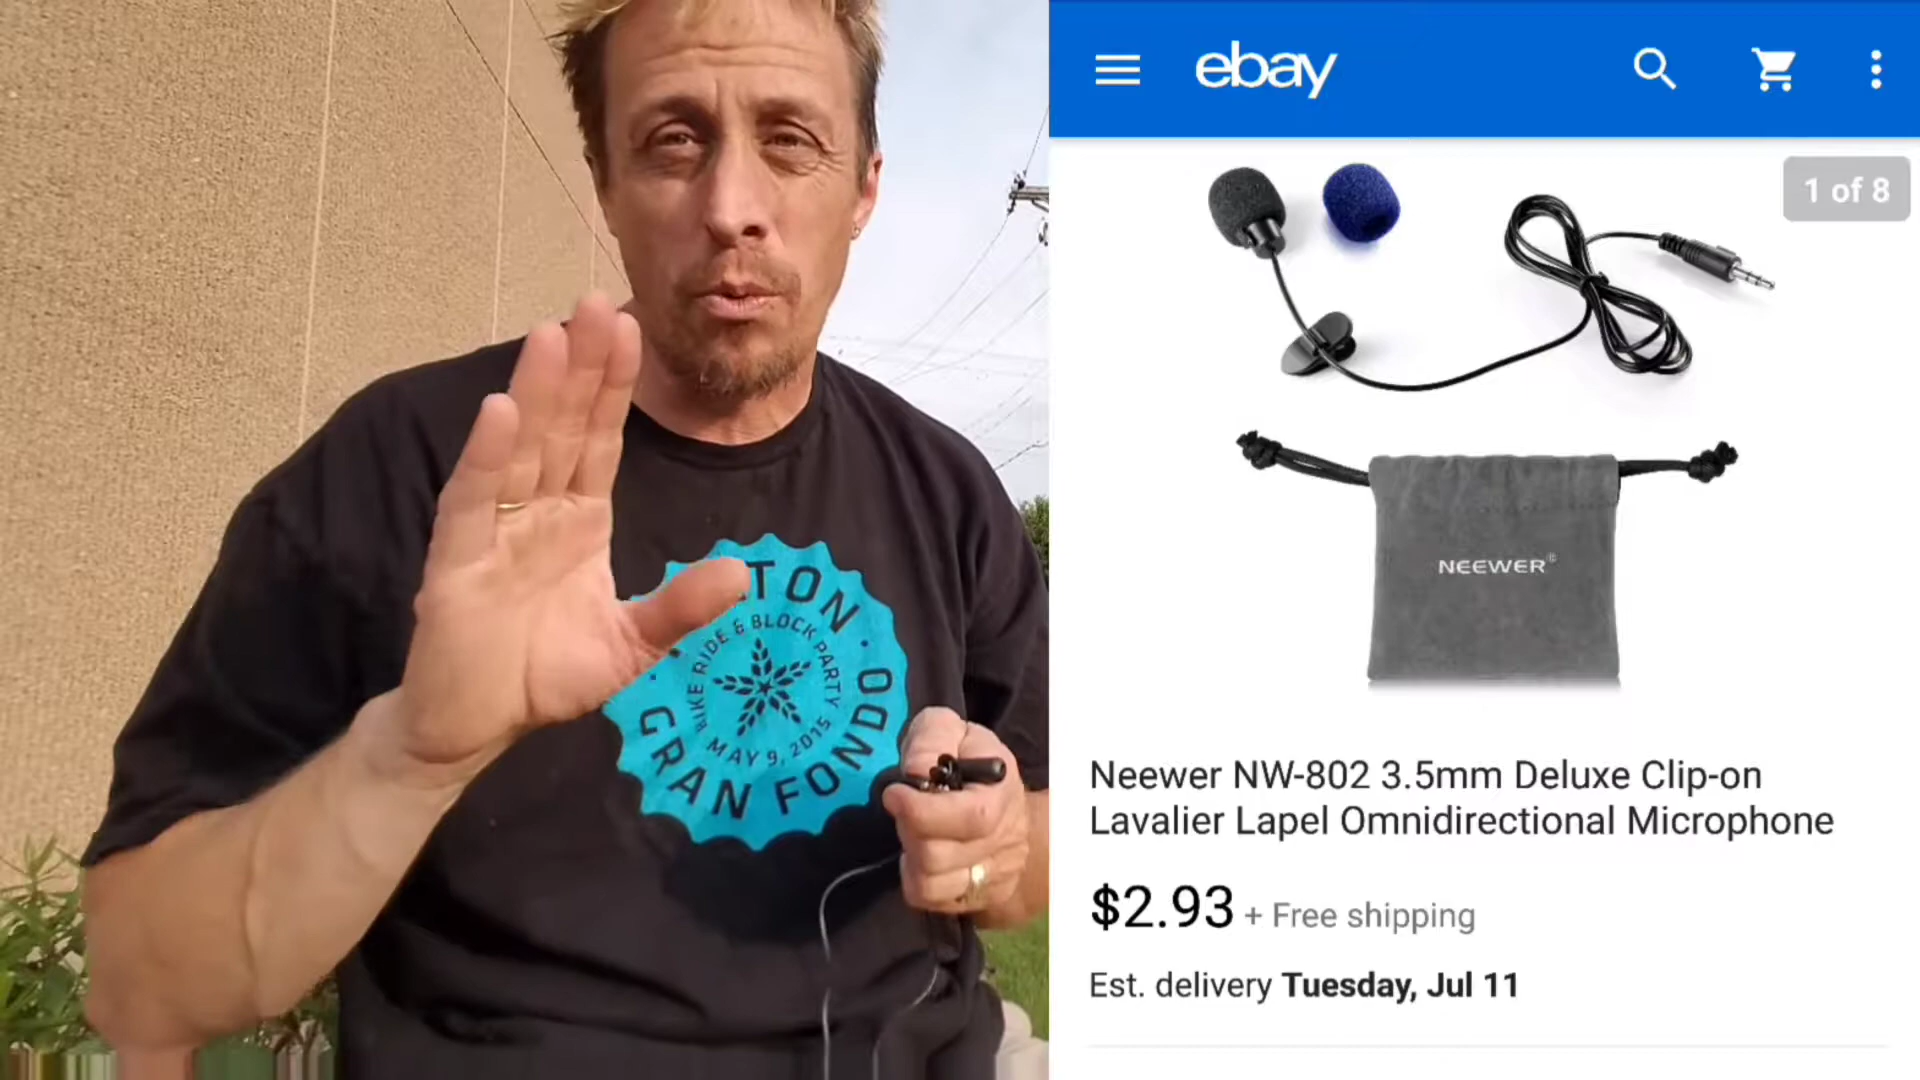 TON
BIKE RIDE & BLOCK PARTY
MAY 9, 2015
GRAN FONDO
ebay
1 of 8
NEEWER®
Neewer NW-802 3.5mm Deluxe Clip-on
Lavalier Lapel Omnidirectional Microphone
$2.93 + Free shipping
Est. delivery Tuesday, Jul 11